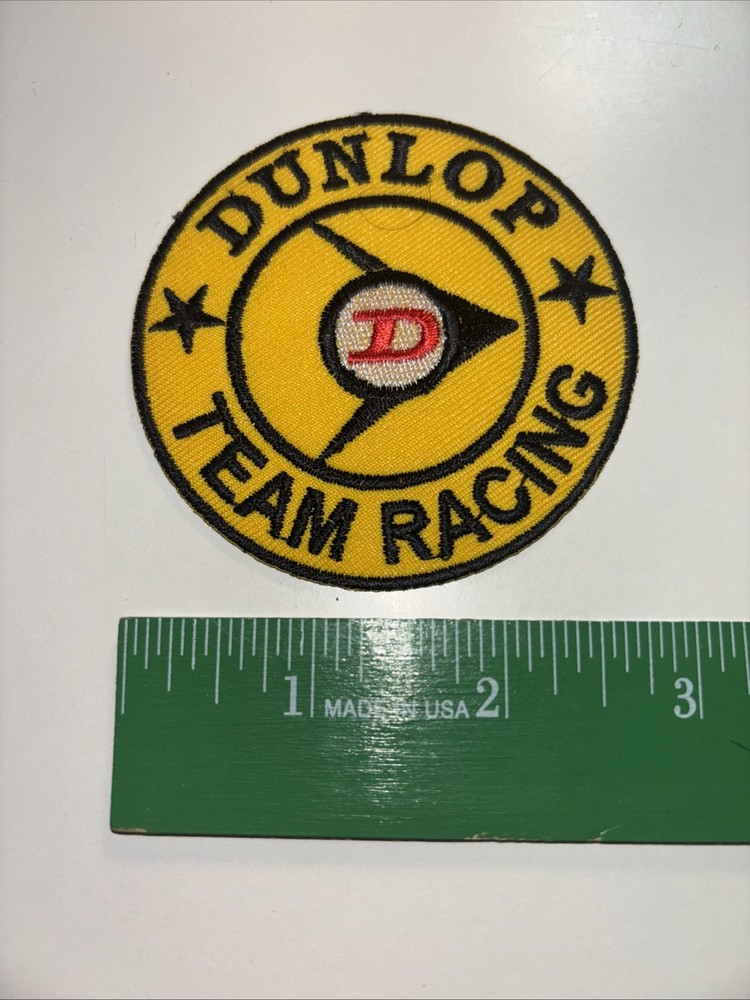 DUNLOP
D
TEAM RACING
1 MADE IN USA 2 3